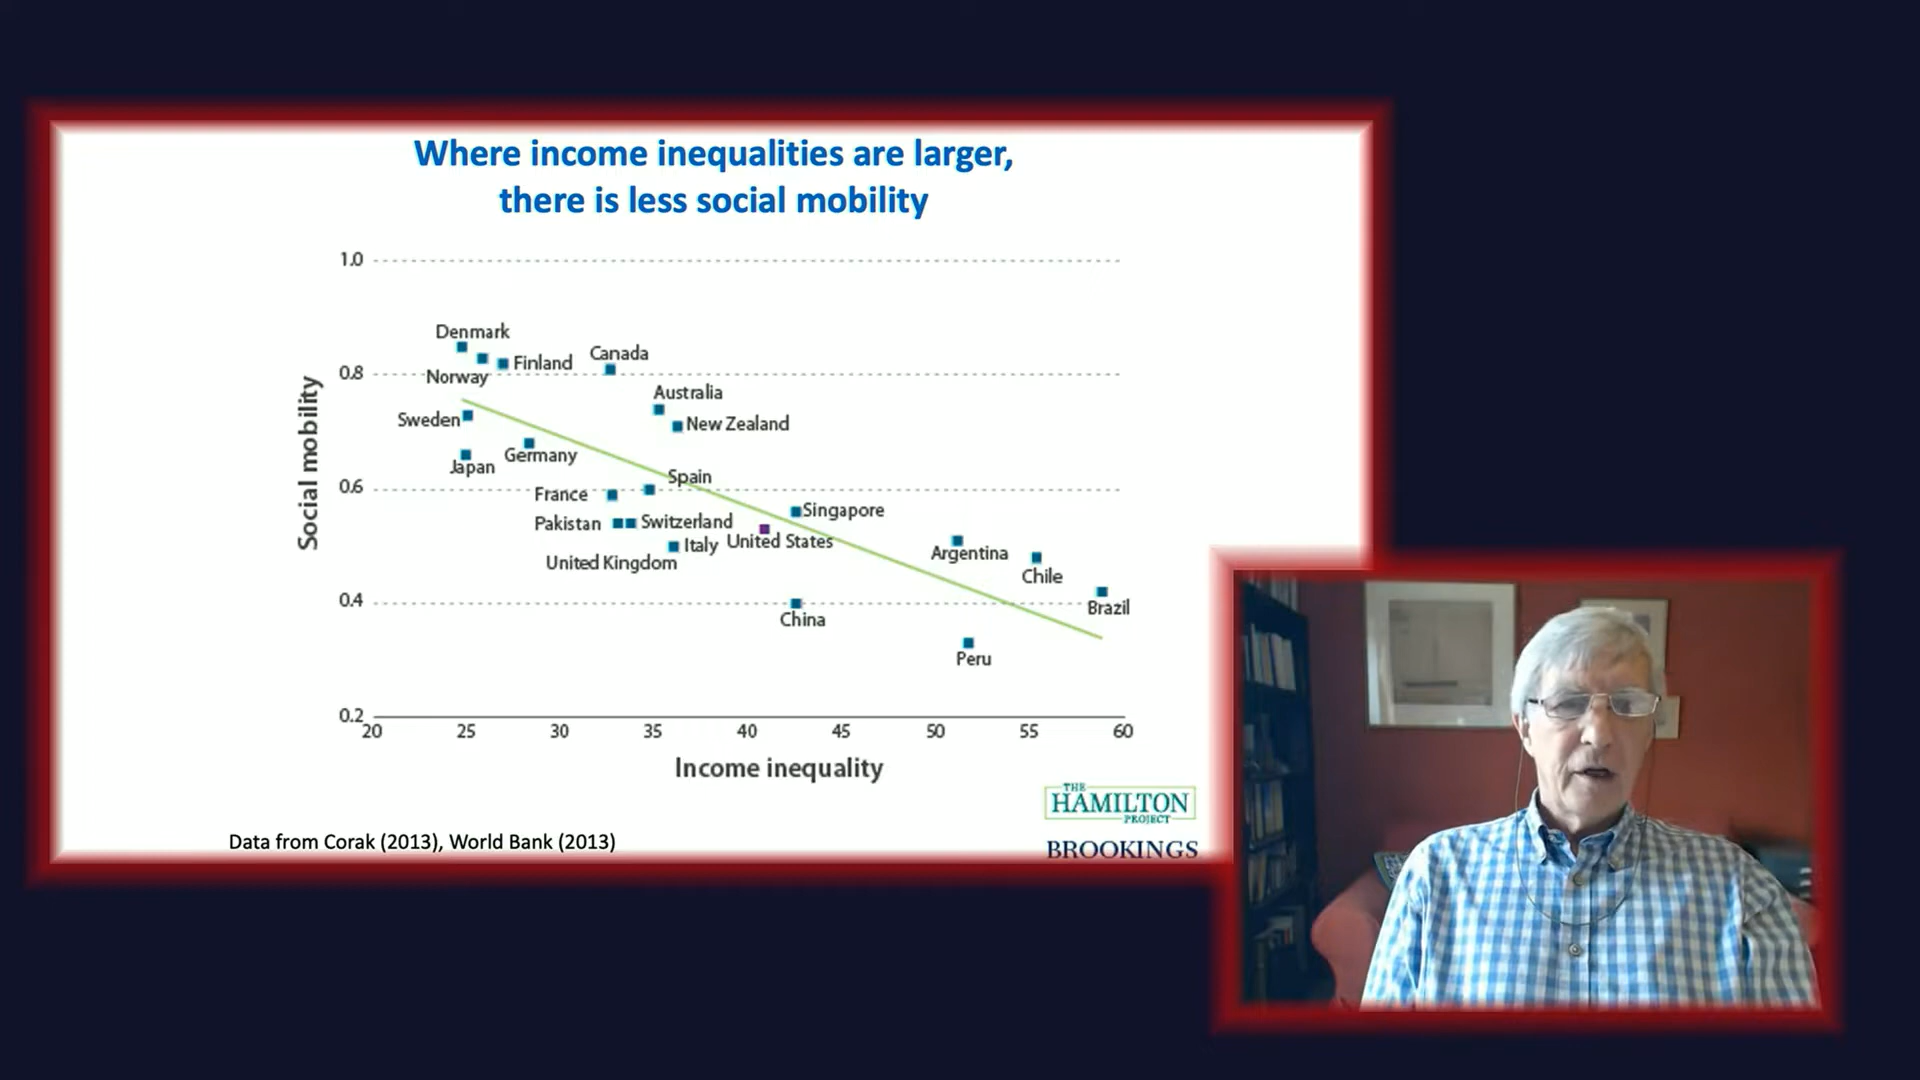 Where income inequalities are larger,
there is less social mobility
1.0
0.8
0.6
0.4
0.2
Social mobility
Denmark
Norway
Finland
Canada
Australia
New Zealand
Sweden
Japan
Germany
Spain
France
Pakistan
Switzerland
Singapore
Italy
United States
United Kingdom
Argentina
Chile
Brazil
China
Peru
20 25 30 35 40 45 50 55 60
Income inequality
THE
HAMILTON
PROJECT
BROOKINGS
Data from Corak (2013), World Bank (2013)